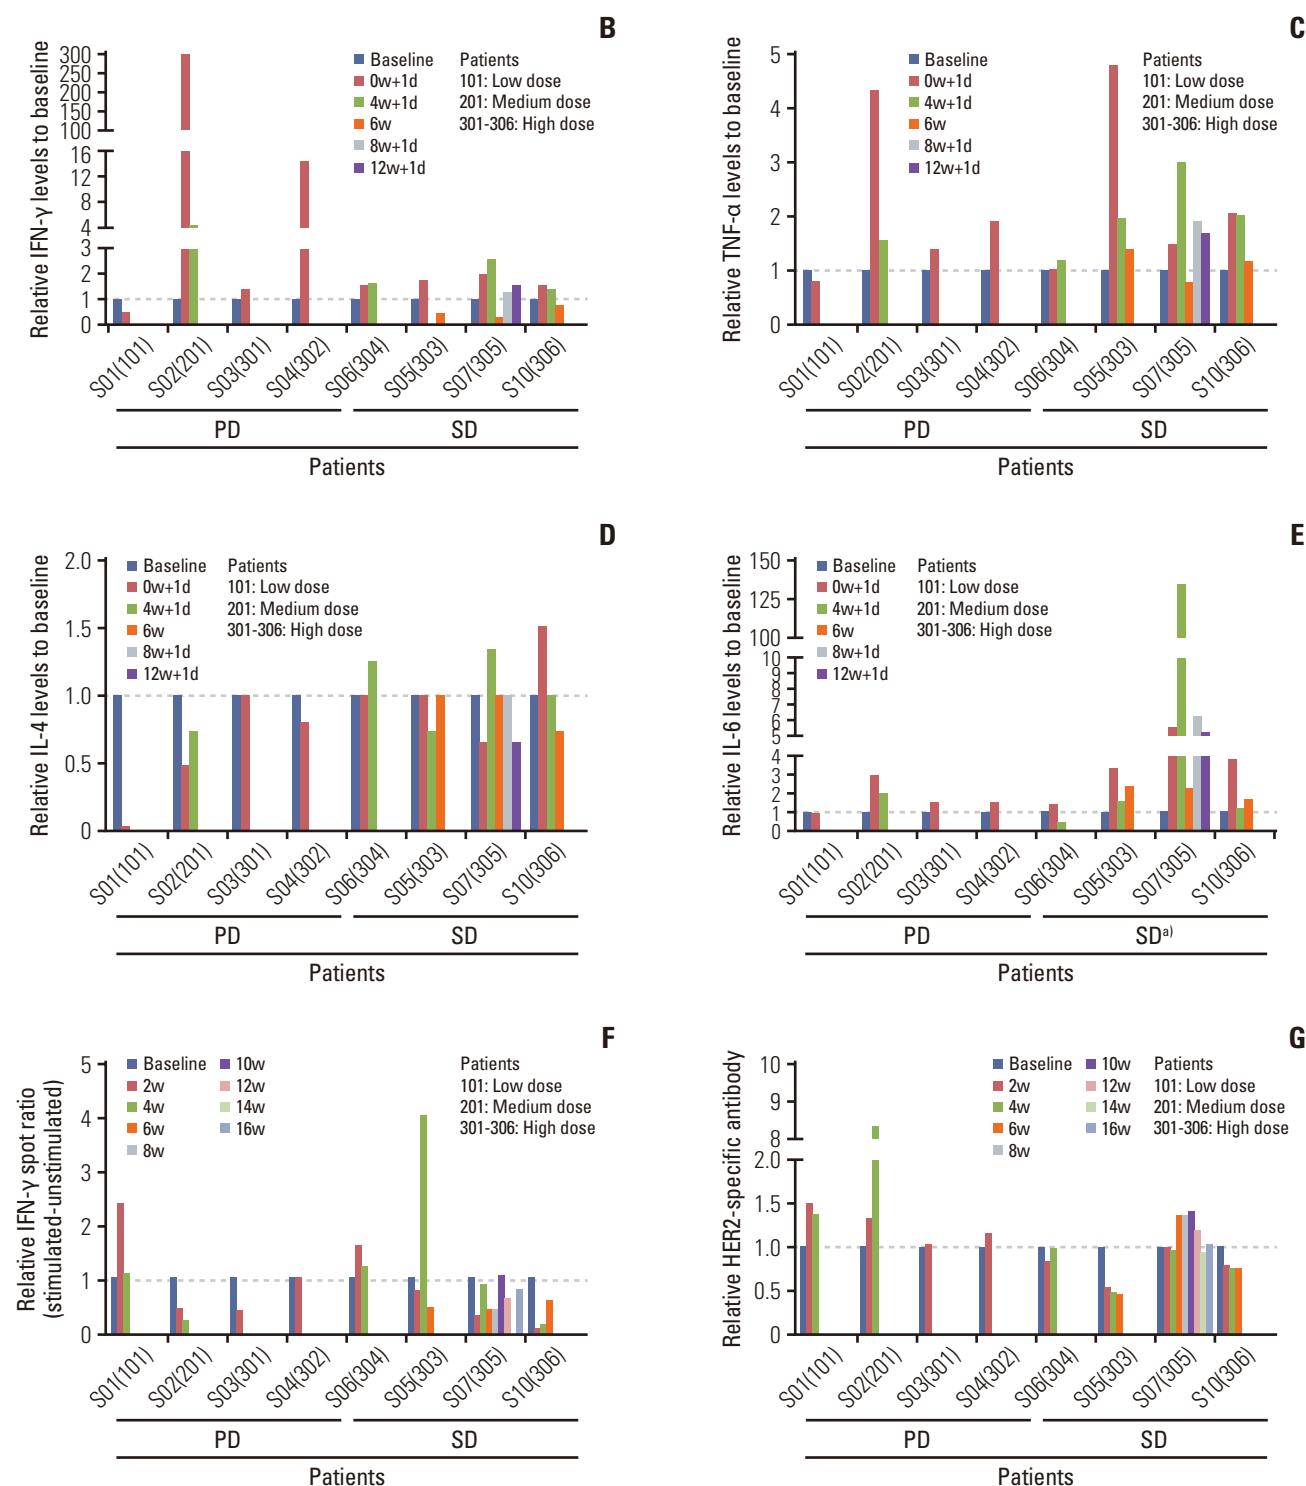 B
Relative IFN-γ levels to baseline
300
250
200
150
100
16
12
8
4
3
2
1
0
Baseline
0w+1d
4w+1d
6w
8w+1d
12w+1d
Patients
101: Low dose
201: Medium dose
301-306: High dose
S01(101)
S02(201)
S03(301)
S04(302)
S06(304)
S05(303)
S07(305)
S10(306)
PD
SD
Patients
C
Relative TNF-α levels to baseline
5
4
3
2
1
0
Baseline
0w+1d
4w+1d
6w
8w+1d
12w+1d
Patients
101: Low dose
201: Medium dose
301-306: High dose
S01(101)
S02(201)
S03(301)
S04(302)
S06(304)
S05(303)
S07(305)
S10(306)
PD
SD
Patients
D
Relative IL-4 levels to baseline
2.0
1.5
1.0
0.5
0
Baseline
0w+1d
4w+1d
6w
8w+1d
12w+1d
Patients
101: Low dose
201: Medium dose
301-306: High dose
S01(101)
S02(201)
S03(301)
S04(302)
S06(304)
S05(303)
S07(305)
S10(306)
PD
SD
Patients
E
Relative IL-6 levels to baseline
150
125
100
10
9
8
7
6
5
4
3
2
1
0
Baseline
0w+1d
4w+1d
6w
8w+1d
12w+1d
Patients
101: Low dose
201: Medium dose
301-306: High dose
S01(101)
S02(201)
S03(301)
S04(302)
S06(304)
S05(303)
S07(305)
S10(306)
PD
SDa)
Patients
F
Relative IFN-γ spot ratio
(stimulated-unstimulated)
5
4
3
2
1
0
Baseline
2w
4w
6w
8w
10w
12w
14w
16w
Patients
101: Low dose
201: Medium dose
301-306: High dose
S01(101)
S02(201)
S03(301)
S04(302)
S06(304)
S05(303)
S07(305)
S10(306)
PD
SD
Patients
G
Relative HER2-specific antibody
10
9
8
2.0
1.5
1.0
0.5
0
Baseline
2w
4w
6w
8w
10w
12w
14w
16w
Patients
101: Low dose
201: Medium dose
301-306: High dose
S01(101)
S02(201)
S03(301)
S04(302)
S06(304)
S05(303)
S07(305)
S10(306)
PD
SD
Patients